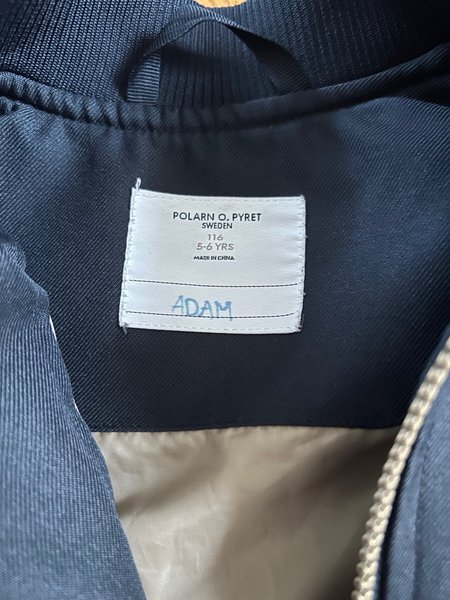 POLARN O. PYRET
SWEDEN
116
5-6 YRS
MADE IN CHINA
ADAM